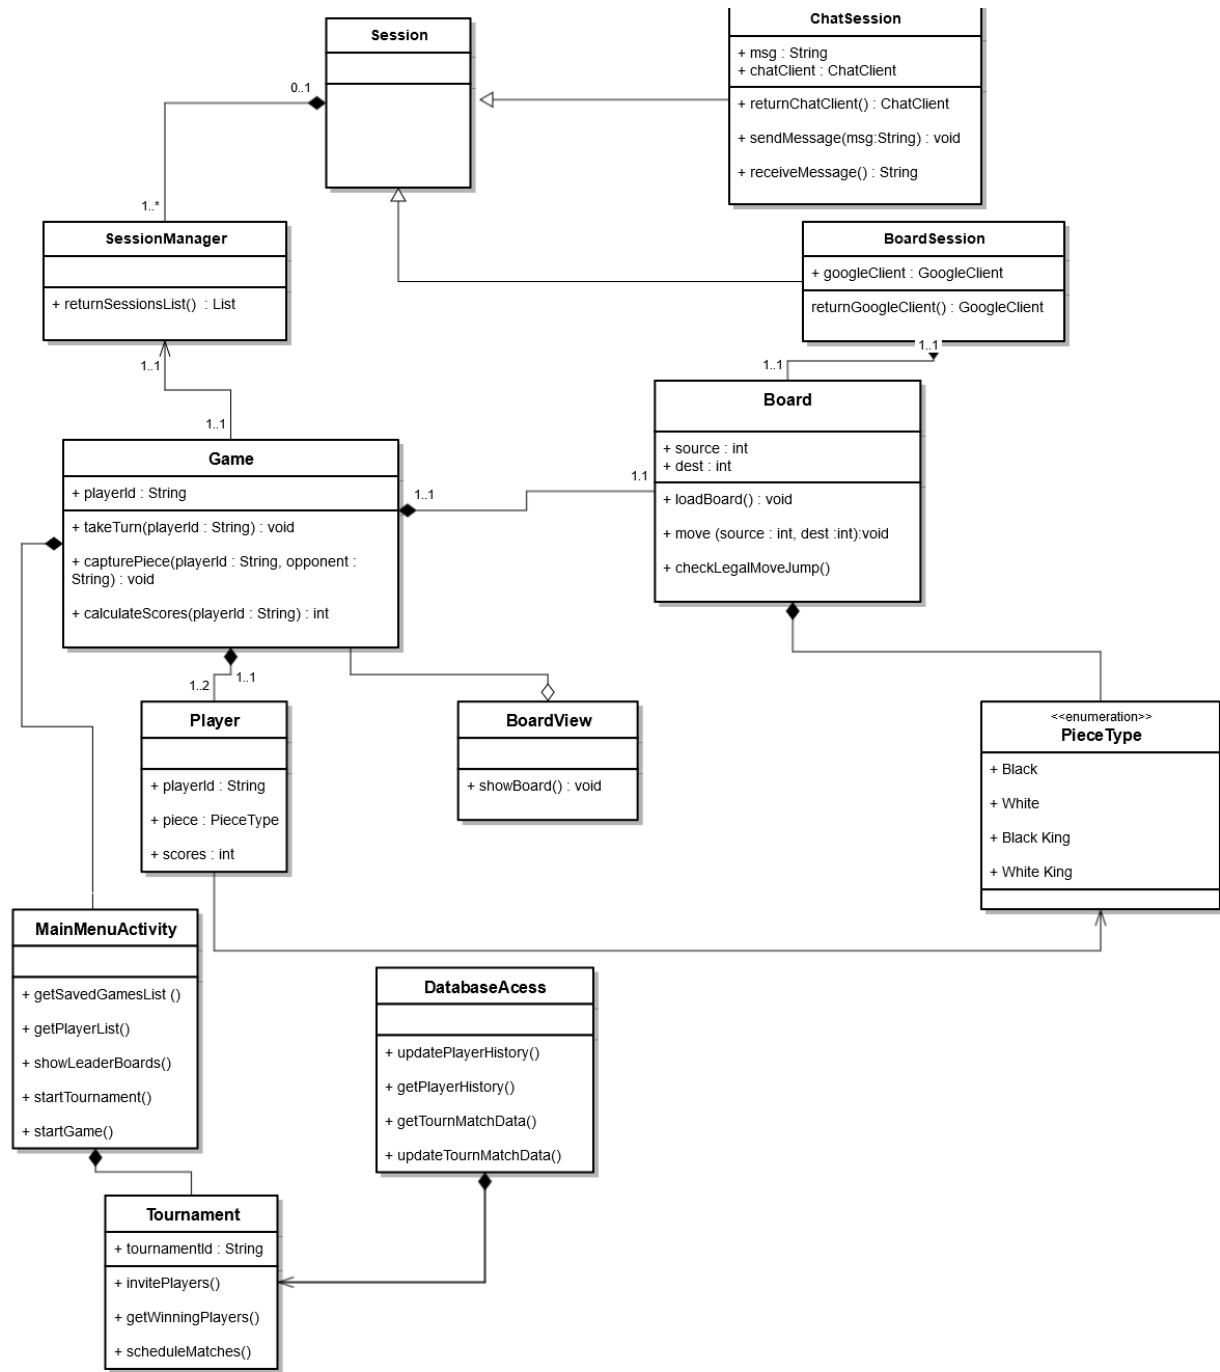 Session
0..1
ChatSession
+ msg : String
+ chatClient : ChatClient
+ returnChatClient() : ChatClient
+ sendMessage(msg:String) : void
+ receiveMessage() : String
1..*
SessionManager
+ returnSessionsList()  : List
BoardSession
+ googleClient : GoogleClient
returnGoogleClient() : GoogleClient
1..1
1..1
1..1
1..1
Board
+ source : int
+ dest : int
+ loadBoard() : void
+ move (source : int, dest :int):void
+ checkLegalMoveJump()
Game
+ playerId : String
+ takeTurn(playerId : String) : void
+ capturePiece(playerId : String, opponent :
String) : void
+ calculateScores(playerId : String) : int
1..1
1.1
1..2
1..1
Player
+ playerId : String
+ piece : PieceType
+ scores : int
BoardView
+ showBoard() : void
<<enumeration>>
PieceType
+ Black
+ White
+ Black King
+ White King
MainMenuActivity
+ getSavedGamesList ()
+ getPlayerList()
+ showLeaderBoards()
+ startTournament()
+ startGame()
DatabaseAcess
+ updatePlayerHistory()
+ getPlayerHistory()
+ getTournMatchData()
+ updateTournMatchData()
Tournament
+ tournamentId : String
+ invitePlayers()
+ getWinningPlayers()
+ scheduleMatches()